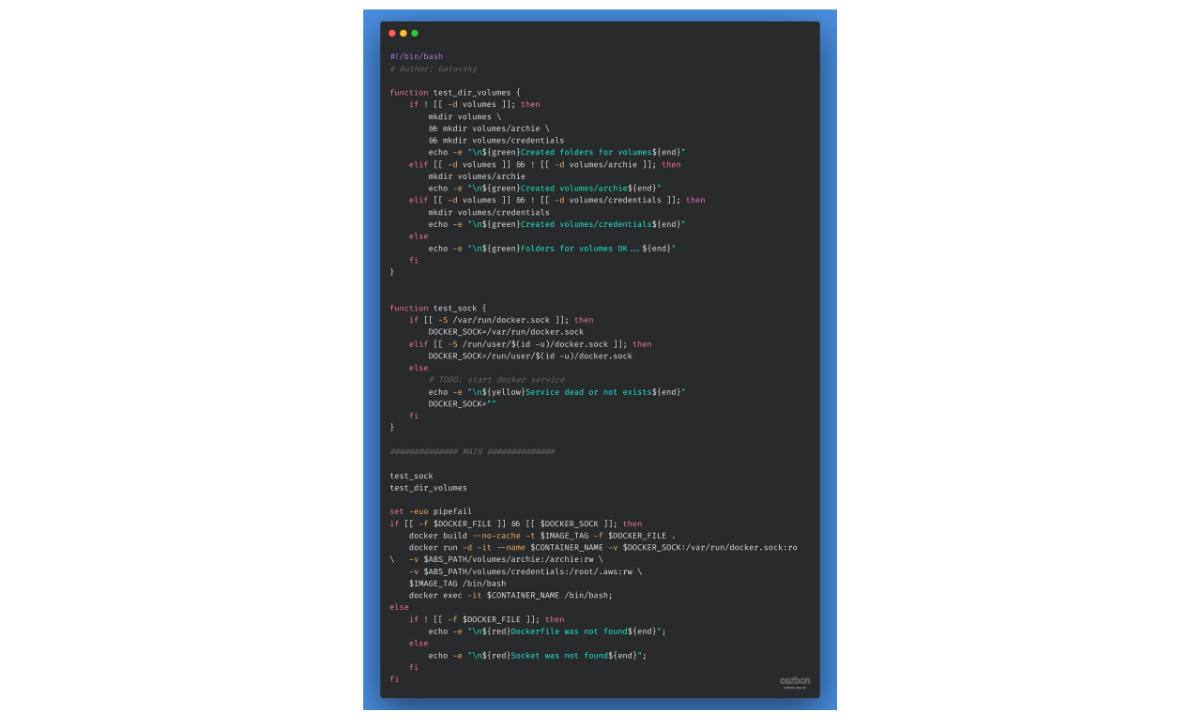 #!/bin/bash
# Author: Gatovsky

function test_dir_volumes {
    if ! [[ -d volumes ]]; then
        mkdir volumes \
        && mkdir volumes/archie \
        && mkdir volumes/credentials
        echo -e "\n${green}Created folders for volumes${end}"
    elif [[ -d volumes ]] && ! [[ -d volumes/archie ]]; then
        mkdir volumes/archie
        echo -e "\n${green}Created volumes/archie${end}"
    elif [[ -d volumes ]] && ! [[ -d volumes/credentials ]]; then
        mkdir volumes/credentials
        echo -e "\n${green}Created volumes/credentials${end}"
    else
        echo -e "\n${green}Folders for volumes OK...${end}"
    fi
}

function test_sock {
    if [[ -S /var/run/docker.sock ]]; then
        DOCKER_SOCK=/var/run/docker.sock
    elif [[ -S /run/user/$(id -u)/docker.sock ]]; then
        DOCKER_SOCK=/run/user/$(id -u)/docker.sock
    else
        # TODO: start docker service
        echo -e "\n${yellow}Service dead or not exists${end}"
        DOCKER_SOCK=""
    fi
}

############## MAIN ##############

test_sock
test_dir_volumes

set -euo pipefail
if [[ -f $DOCKER_FILE ]] && [[ $DOCKER_SOCK ]]; then
    docker build --no-cache -t $IMAGE_TAG -f $DOCKER_FILE .
    docker run -d -it --name $CONTAINER_NAME -v $DOCKER_SOCK:/var/run/docker.sock:ro
\   -v $ABS_PATH/volumes/archie:/archie:rw \
    -v $ABS_PATH/volumes/credentials:/root/.aws:rw \
    $IMAGE_TAG /bin/bash
    docker exec -it $CONTAINER_NAME /bin/bash;
else
    if ! [[ -f $DOCKER_FILE ]]; then
        echo -e "\n${red}Dockerfile was not found${end}";
    else
        echo -e "\n${red}Socket was not found${end}";
    fi
fi
carbon